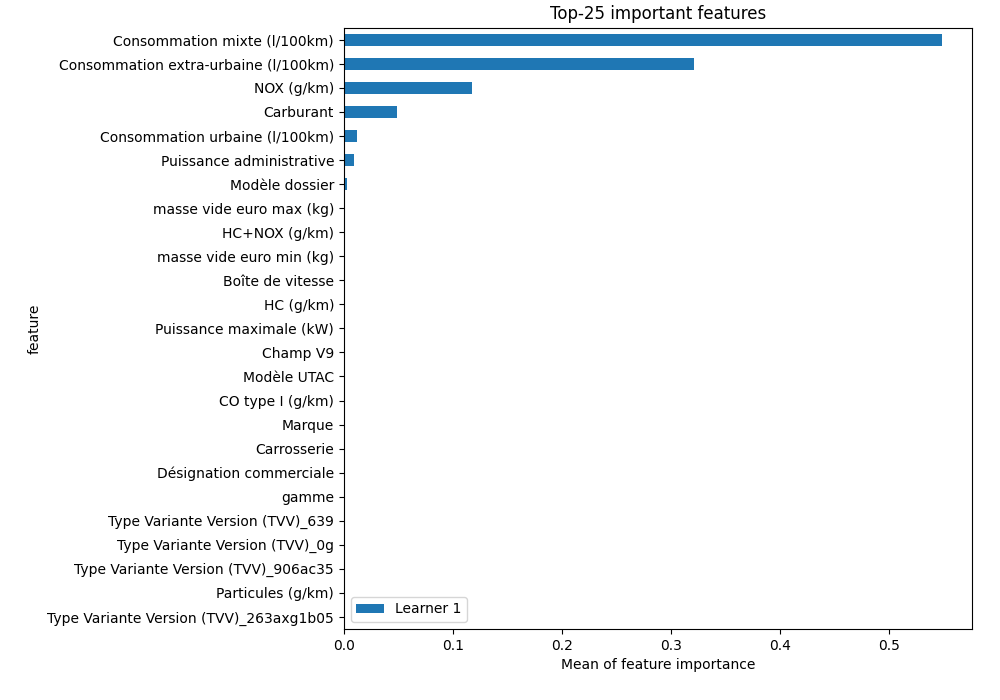 Top-25 important features
Consommation mixte (l/100km)
Consommation extra-urbaine (l/100km)
NOX (g/km)
Carburant
Consommation urbaine (l/100km)
Puissance administrative
Modèle dossier
masse vide euro max (kg)
HC+NOX (g/km)
masse vide euro min (kg)
Boîte de vitesse
HC (g/km)
Puissance maximale (kW)
Champ V9
Modèle UTAC
CO type I (g/km)
Marque
Carrosserie
Désignation commerciale
gamme
Type Variante Version (TVV)_639
Type Variante Version (TVV)_0g
Type Variante Version (TVV)_906ac35
Particules (g/km)
Type Variante Version (TVV)_263axg1b05
feature
Learner 1
0.0 0.1 0.2 0.3 0.4 0.5
Mean of feature importance